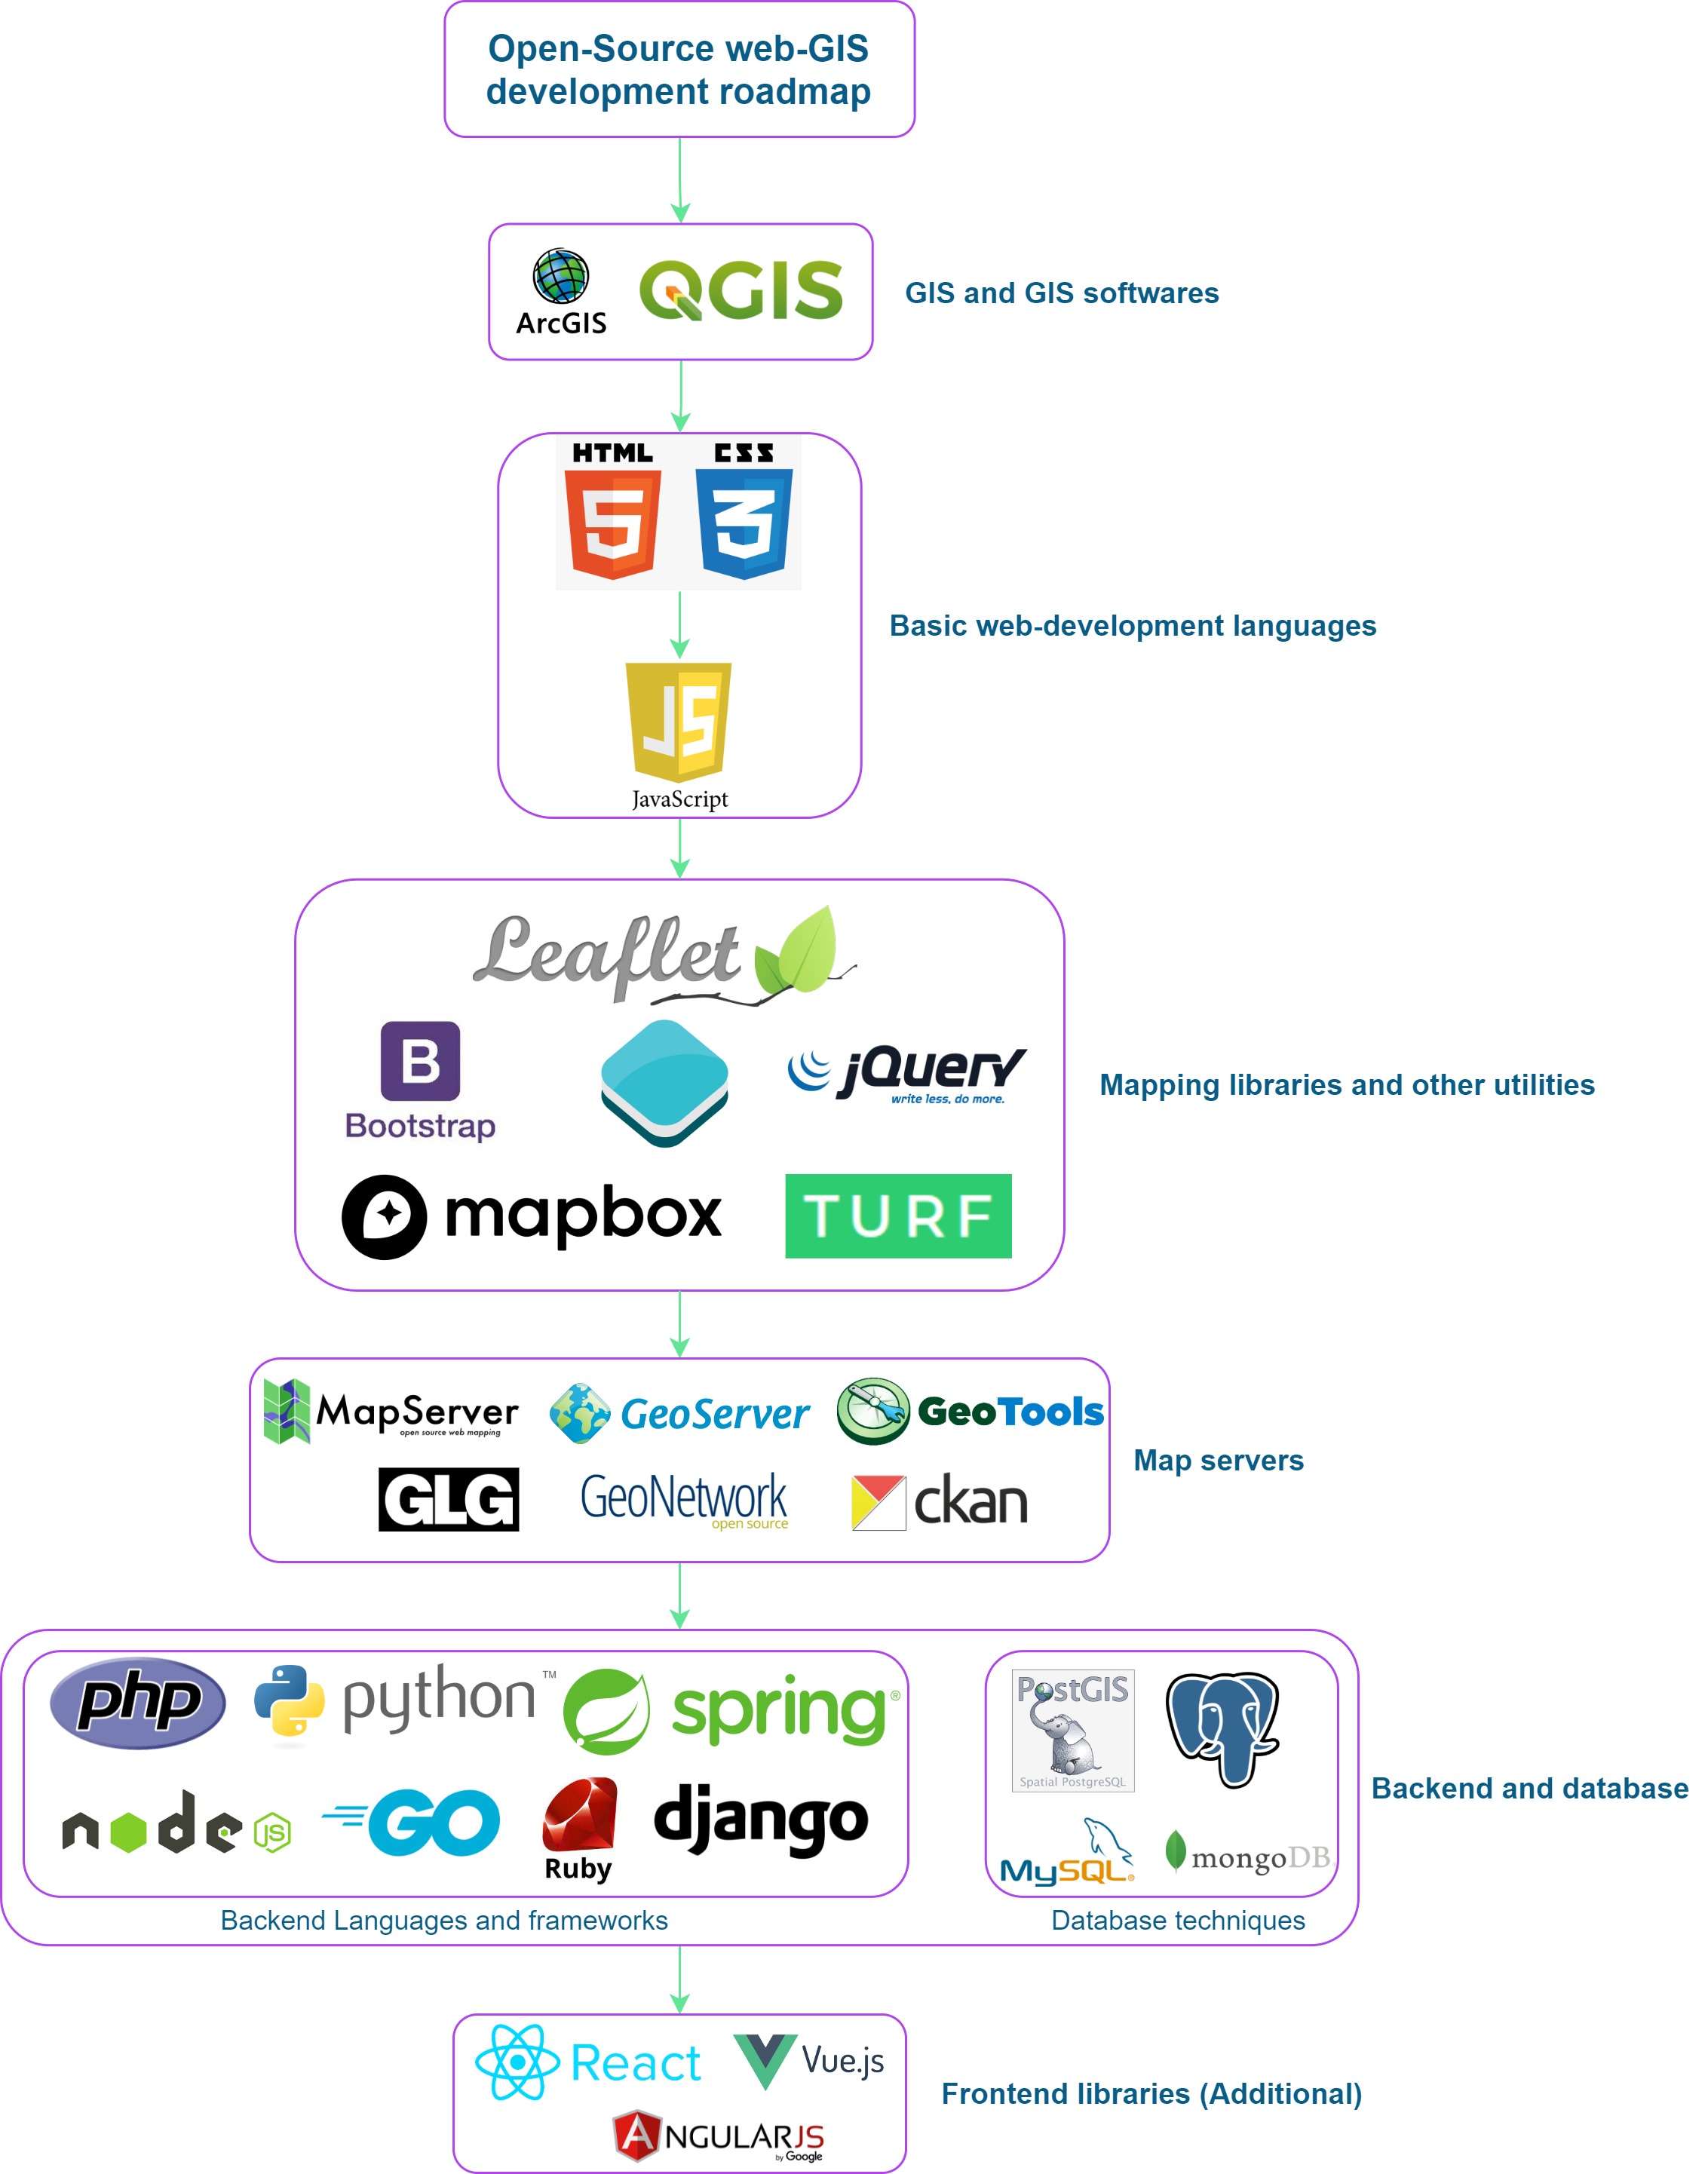 Open-Source web-GIS
development roadmap
ArcGIS
QGIS
GIS and GIS softwares
HTML CSS
5 3
Basic web-development languages
JS
JavaScript
Leaflet
B
Bootstrap
jQuery
write less, do more.
Mapping libraries and other utilities
mapbox
TURF
MapServer
open source web mapping
GeoServer
GeoTools
Map servers
GLG
GeoNetwork
open source
ckan
php
python™
spring®
node
JS
GO
Ruby
django
PostGIS
Spatial PostgreSQL
MySQL®
mongoDB
Backend and database
Backend Languages and frameworks
Database techniques
React
Vue.js
Frontend libraries (Additional)
ANGULARJS
by Google